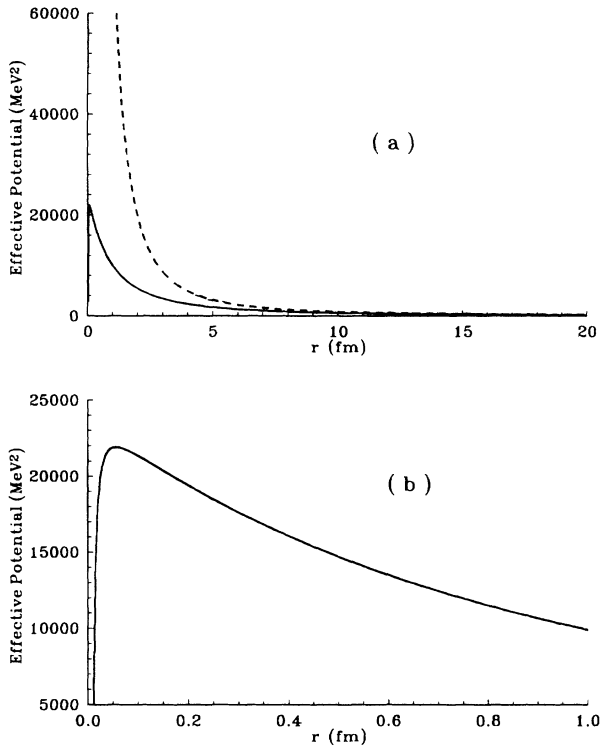 60000
40000
20000
0
Effective Potential (MeV²)
( a )
0 5 10 15 20
r (fm)
25000
20000
15000
10000
5000
Effective Potential (MeV²)
( b )
0.0 0.2 0.4 0.6 0.8 1.0
r (fm)